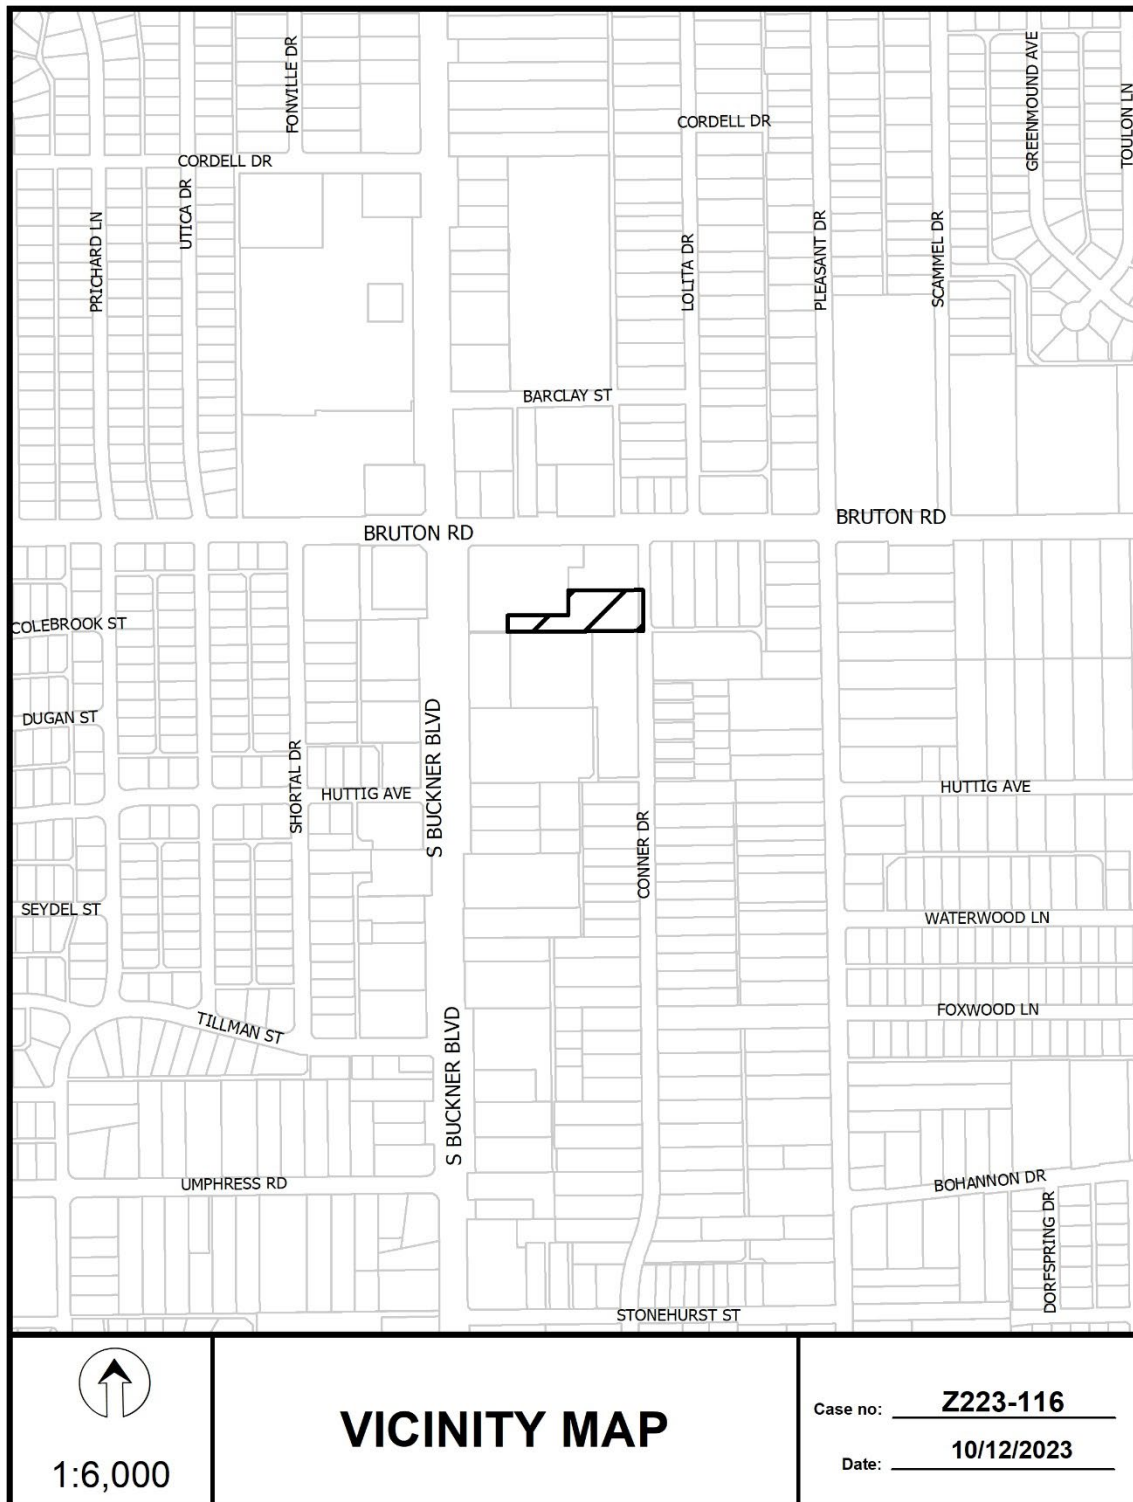 FONVILLE DR
GREENMOUND AVE
TOULON LN
CORDELL DR
CORDELL DR
UTICA DR
PRICHARD LN
LOLITA DR
PLEASANT DR
SCAMMEL DR
BARCLAY ST
BRUTON RD
BRUTON RD
COLEBROOK ST
DUGAN ST
SHORTAL DR
S BUCKNER BLVD
HUTTIG AVE
HUTTIG AVE
CONNER DR
SEYDEL ST
WATERWOOD LN
FOXWOOD LN
TILLMAN ST
S BUCKNER BLVD
UMPHRESS RD
BOHANNON DR
DORFSPRING DR
STONEHURST ST
1:6,000
VICINITY MAP
Case no: Z223-116
Date: 10/12/2023